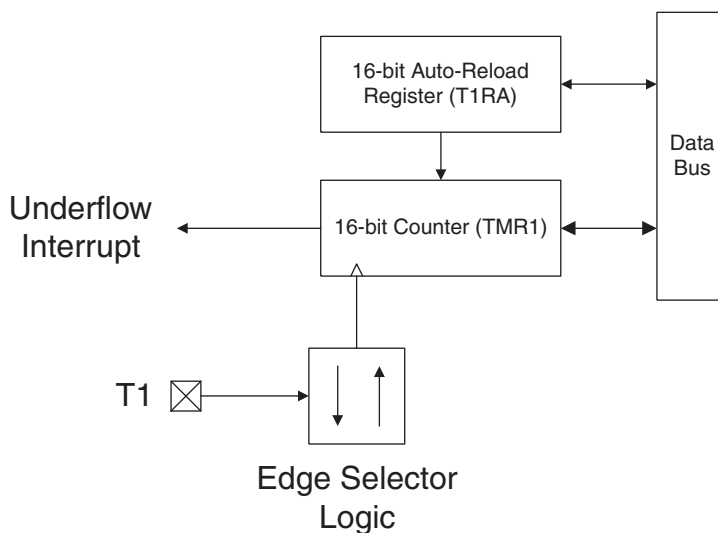 16-bit Auto-Reload
Register (T1RA)
Data
Bus
Underflow
Interrupt
16-bit Counter (TMR1)
T1
Edge Selector
Logic